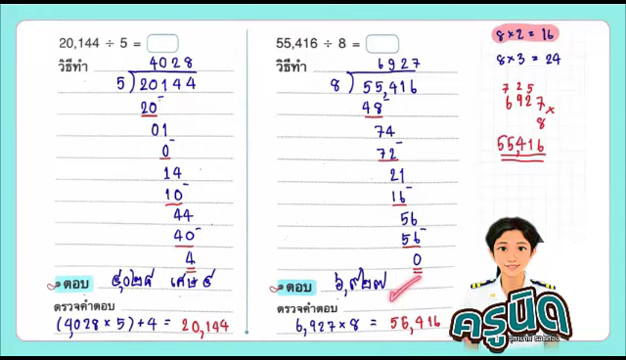 20,144 ÷ 5 =
วิธีทำ 4028
5 ) 20144
20 -
01
0 -
14
10 -
44
40 -
4
ตอบ ๔,๐๒๘ เศษ ๔
ตรวจคำตอบ
(4,028 × 5) + 4 = 20,144
55,416 ÷ 8 =
วิธีทำ 6927
8 ) 55,416
48 -
74
72 -
21
16 -
56
56 -
0
ตอบ ๖,๙๒๗
ตรวจคำตอบ
6,927 × 8 = 55,416
8 × 2 = 16
8 × 3 = 24
7 2 5
6927 ×
8
55,416
ครูนิด